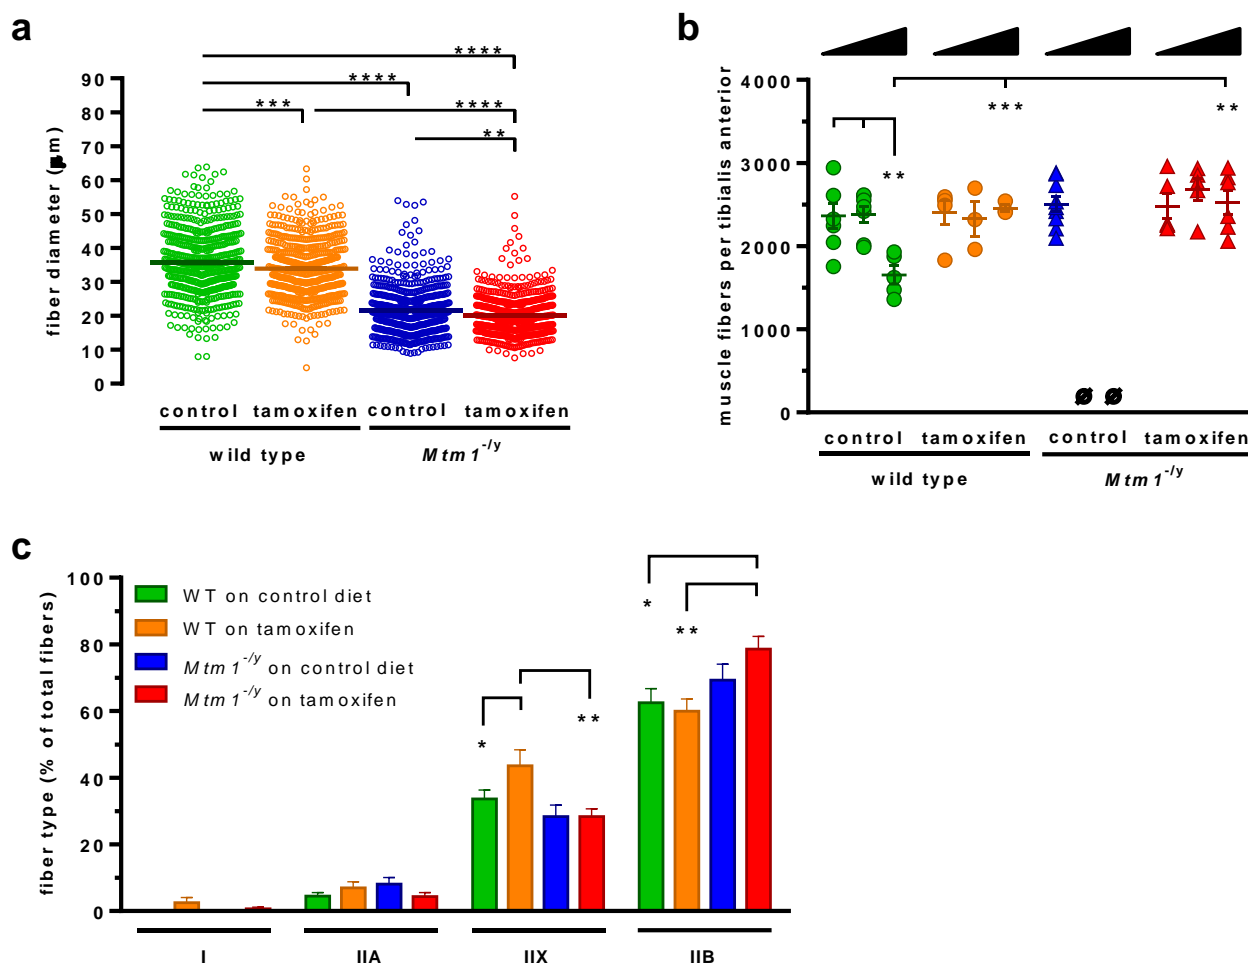 a
****
****
***
****
**
90
80
70
60
50
40
30
20
10
0
fiber diameter (μm)
control tamoxifen control tamoxifen
wild type
Mtm1-/y
b
4000
3000
2000
1000
0
muscle fibers per tibialis anterior
**
***
**
control tamoxifen control tamoxifen
wild type
Mtm1-/y
c
100
80
60
40
20
0
fiber type (% of total fibers)
WT on control diet
WT on tamoxifen
Mtm1-/y on control diet
Mtm1-/y on tamoxifen
*
**
*
**
I IIA IIX IIB